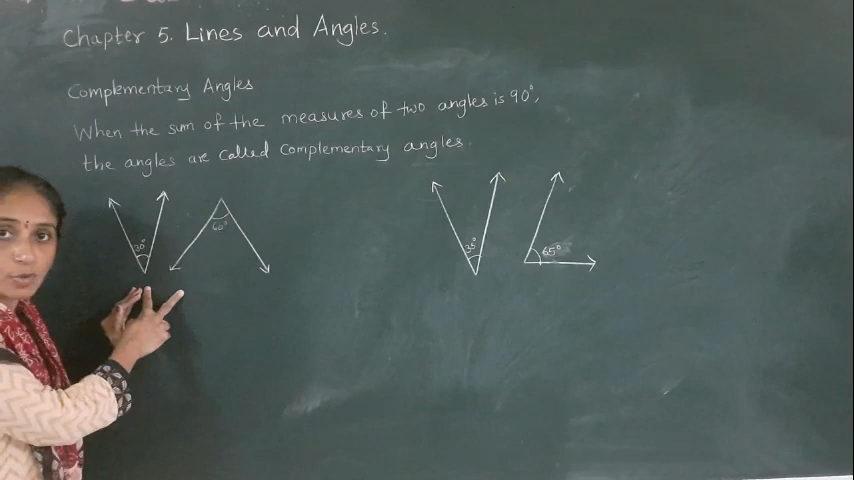 Chapter 5. Lines and Angles.
Complementary Angles
When the sum of the measures of two angles is 90°,
the angles are called complementary angles.
30° 60° 35° 65°